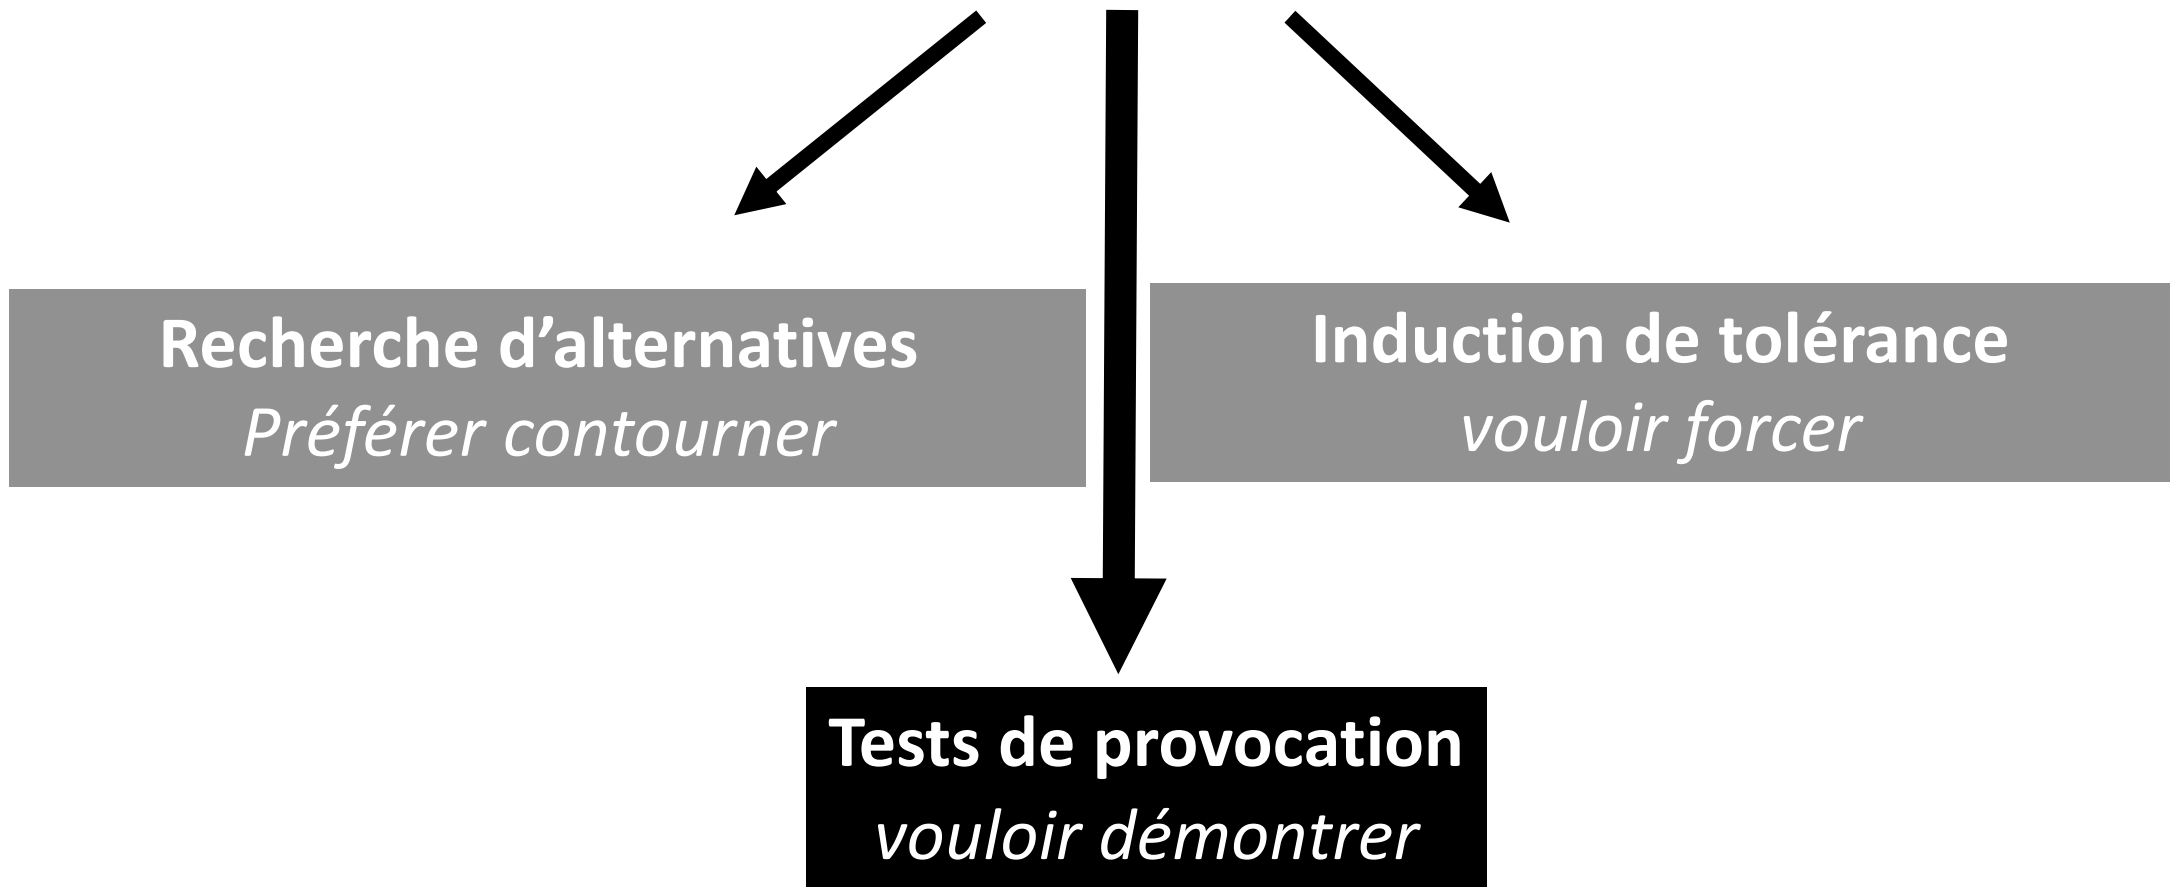 Recherche d’alternatives
Préférer contourner
Induction de tolérance
vouloir forcer
Tests de provocation
vouloir démontrer